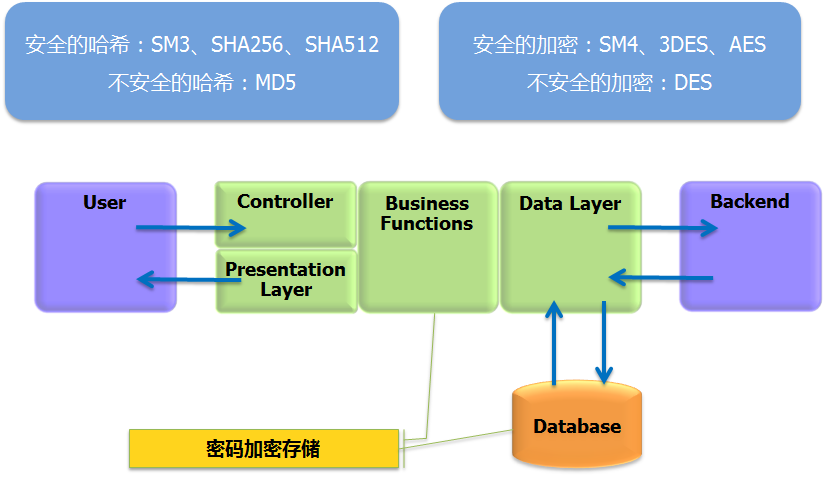 安全的哈希：SM3、SHA256、SHA512
不安全的哈希：MD5
安全的加密：SM4、3DES、AES
不安全的加密：DES
User
Controller
Presentation
Layer
Business
Functions
Data Layer
Backend
密码加密存储
Database